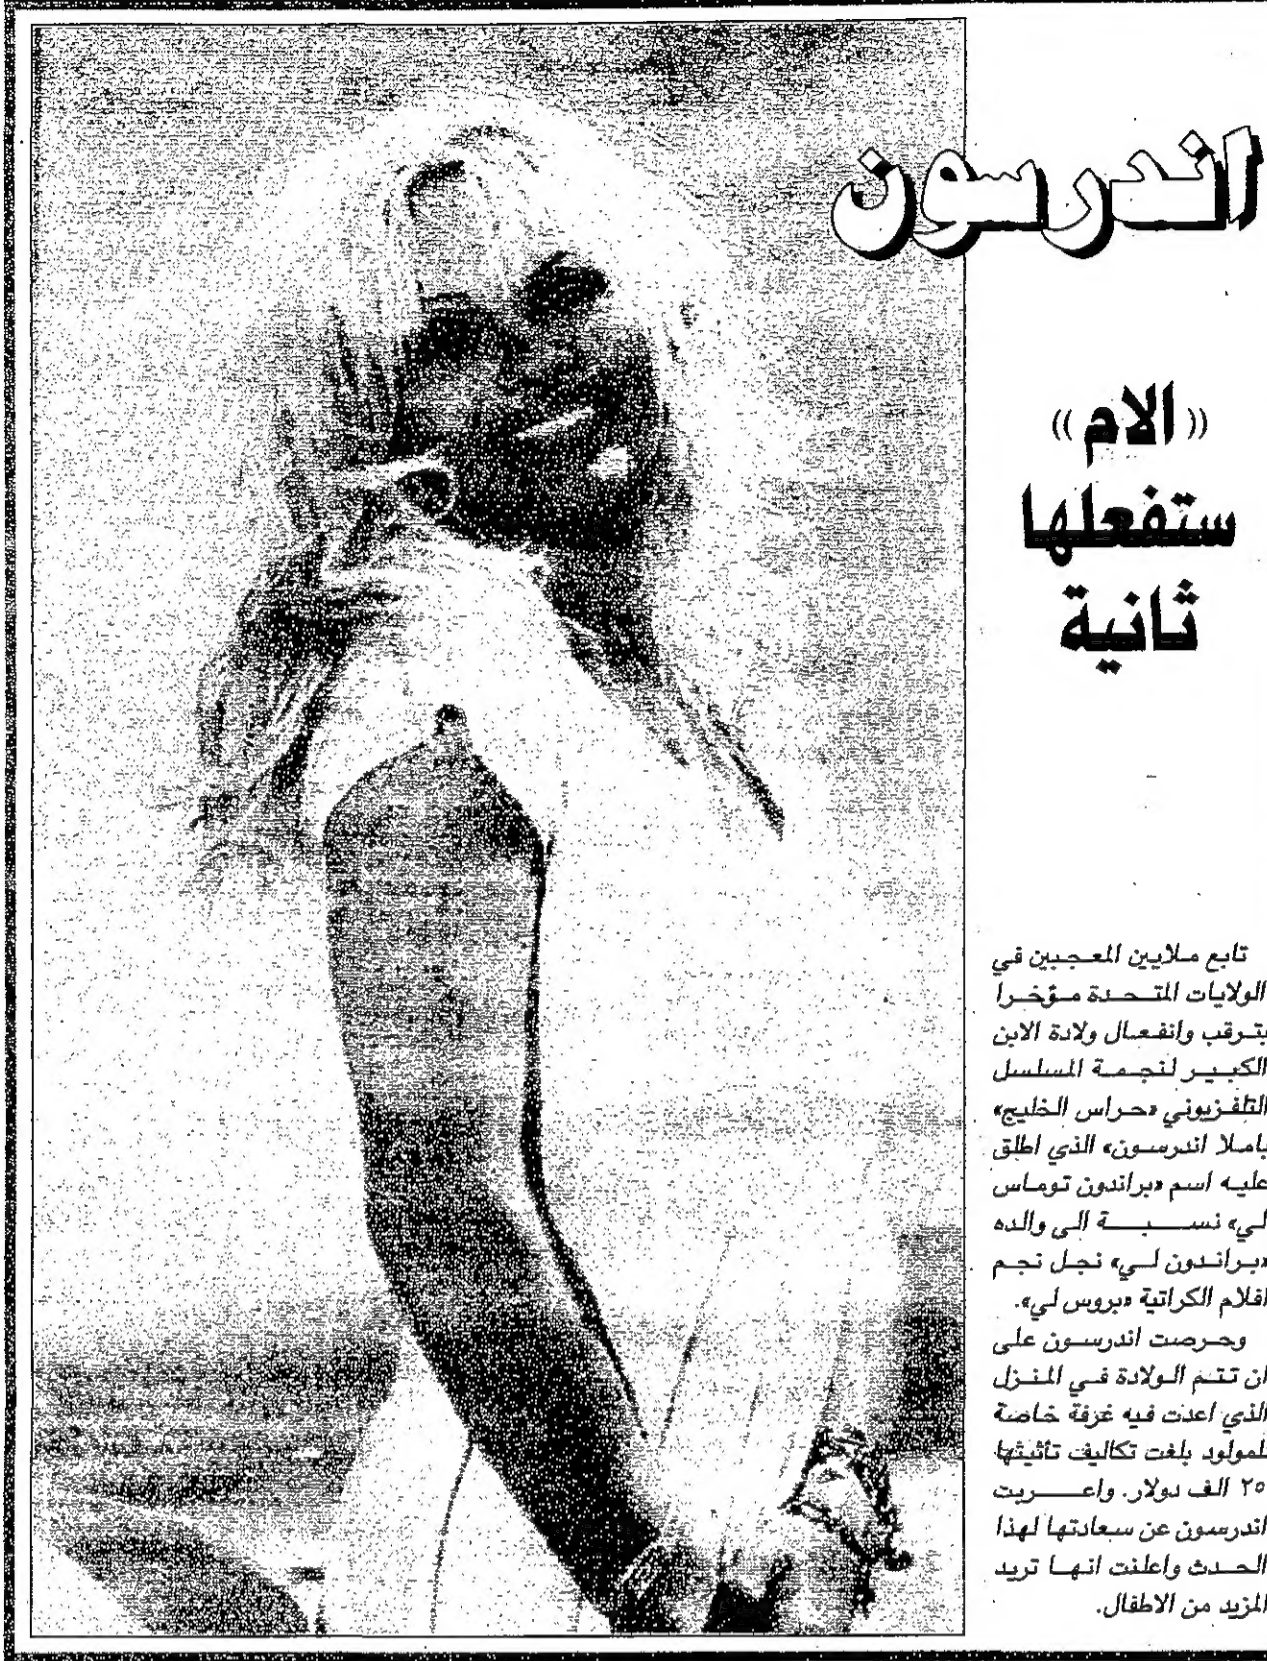 اندرسون
«الام»
ستفعلها
ثانية
تابع ملايين المعجبين في
الولايات المتحدة مؤخرا
بترقب وانفعال ولادة الابن
الكبير لنجمة المسلسل
التلفزيوني «حراس الخليج»
باملا اندرسون» الذي اطلق
عليه اسم «براندون توماس
لي» نسبة الى والده
«براندون لي» نجل نجم
افلام الكراتية «بروس لي».
وحرصت اندرسون على
ان تتم الولادة في المنزل
الذي اعدت فيه غرفة خاصة
للمولود بلغت تكاليف تاثيثها
٢٥ الف دولار. واعربت
اندرسون عن سعادتها لهذا
الحدث واعلنت انها تريد
المزيد من الاطفال.